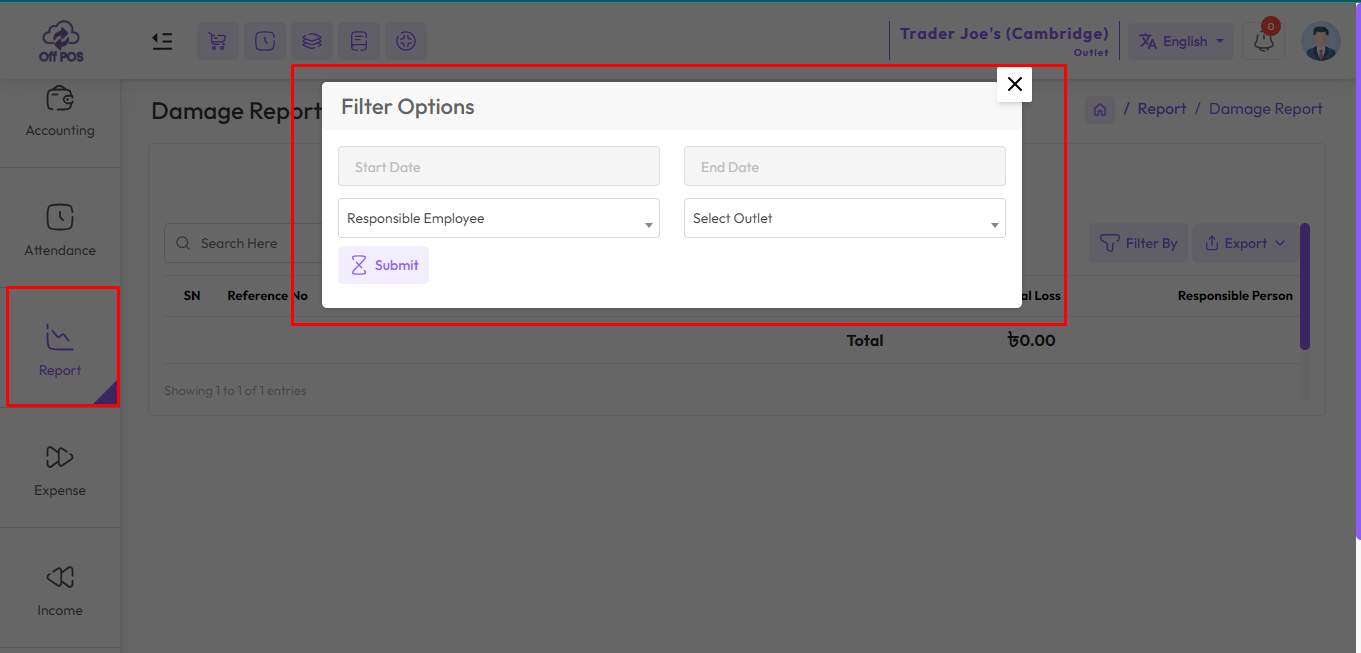 off POS
Trader Joe's (Cambridge)
Outlet
English
0
Accounting
Attendance
Report
Expense
Income
Damage Report
/ Report / Damage Report
Filter Options
Start Date
End Date
Responsible Employee
Select Outlet
Submit
Search Here
Filter By
Export
SN
Reference No
al Loss
Responsible Person
Total
৳0.00
Showing 1 to 1 of 1 entries